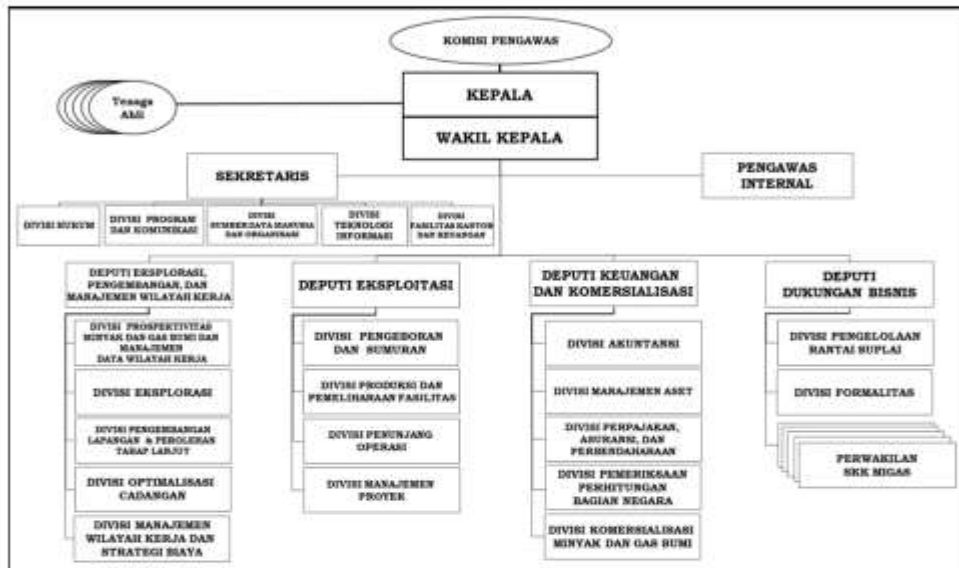 KOMISI PENGAWAS
KEPALA
Tenaga
Ahli
WAKIL KEPALA
SEKRETARIS
PENGAWAS
INTERNAL
DIVISI HUKUM
DIVISI PROGRAM
DAN KOMUNIKASI
DIVISI
SUMBER DAYA MANUSIA
DAN ORGANISASI
DIVISI
TEKNOLOGI
INFORMASI
DIVISI
FASILITAS KANTOR
DAN KEUANGAN
DEPUTI EKSPLORASI,
PENGEMBANGAN, DAN
MANAJEMEN WILAYAH KERJA
DEPUTI EKSPLOITASI
DEPUTI KEUANGAN
DAN KOMERSIALISASI
DEPUTI
DUKUNGAN BISNIS
DIVISI PROSPEKTIVITAS
MINYAK DAN GAS BUMI DAN
MANAJEMEN
DATA WILAYAH KERJA
DIVISI EKSPLORASI
DIVISI PENGEMBANGAN
LAPANGAN & PEROLEHAN
TAHAP LANJUT
DIVISI OPTIMALISASI
CADANGAN
DIVISI MANAJEMEN
WILAYAH KERJA DAN
STRATEGI BIAYA
DIVISI PENGEBORAN
DAN SUMURAN
DIVISI PRODUKSI DAN
PEMELIHARAAN FASILITAS
DIVISI PENUNJANG
OPERASI
DIVISI MANAJEMEN
PROYEK
DIVISI AKUNTANSI
DIVISI MANAJEMEN ASET
DIVISI PERPAJAKAN,
ASURANSI, DAN
PERBENDAHARAAN
DIVISI PEMERIKSAAN
PERHITUNGAN
BAGIAN NEGARA
DIVISI KOMERSIALISASI
MINYAK DAN GAS BUMI
DIVISI PENGELOLAAN
RANTAI SUPLAI
DIVISI FORMALITAS
PERWAKILAN
SKK MIGAS